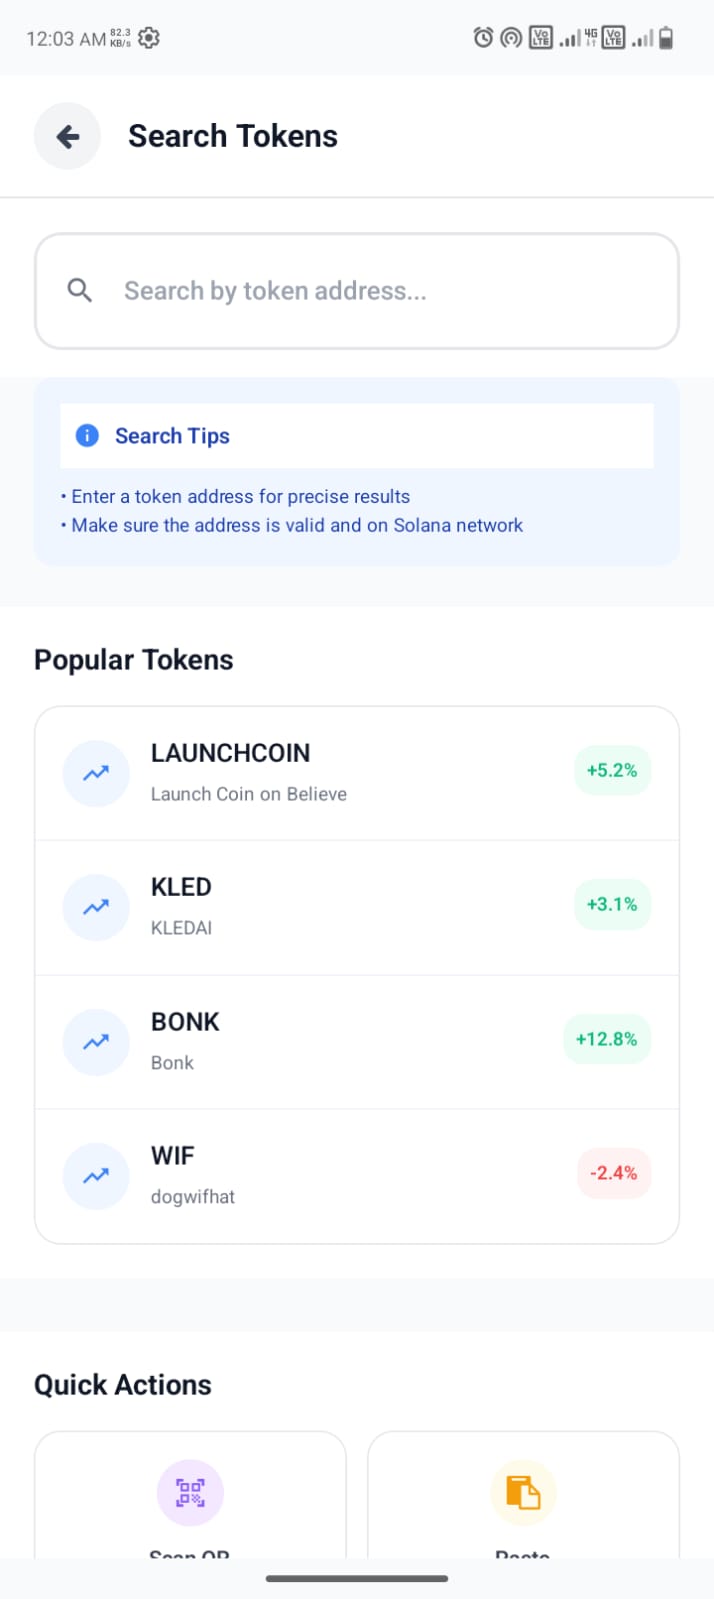 12:03 AM 82.3 KB/s Vo LTE 4G Vo LTE
Search Tokens
Search by token address...
Search Tips
• Enter a token address for precise results
• Make sure the address is valid and on Solana network
Popular Tokens
LAUNCHCOIN
Launch Coin on Believe
+5.2%
KLED
KLEDAI
+3.1%
BONK
Bonk
+12.8%
WIF
dogwifhat
-2.4%
Quick Actions
Scan QR
Paste